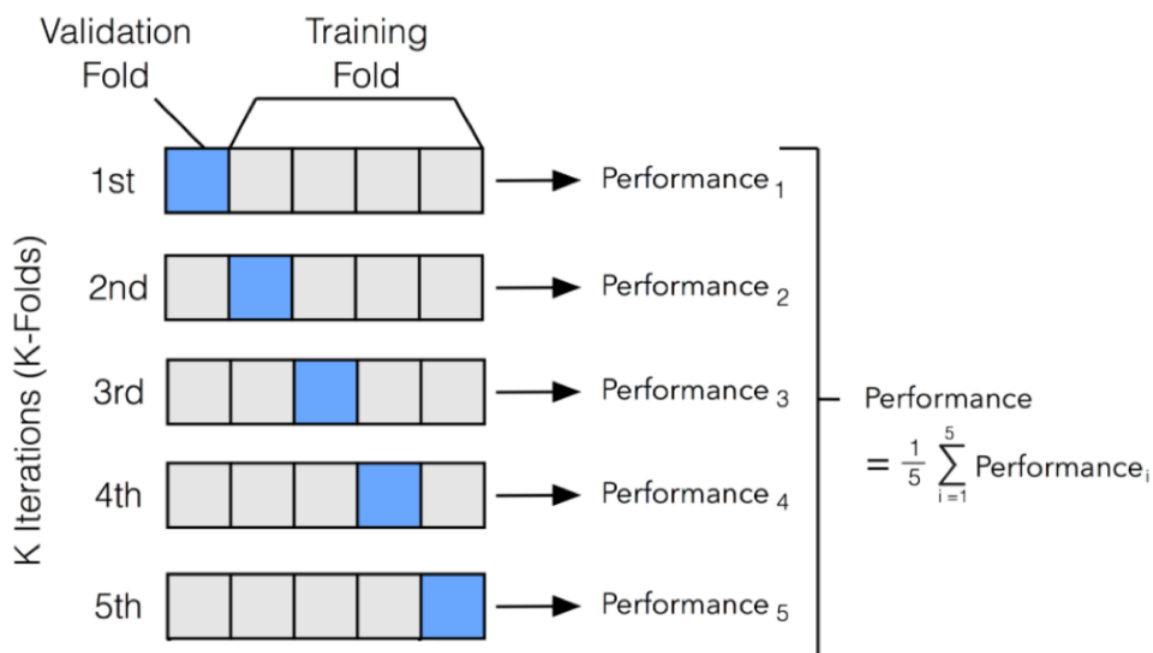 Validation Fold
Training Fold
K Iterations (K-Folds)
1st
Performance 1
2nd
Performance 2
3rd
Performance 3
4th
Performance 4
5th
Performance 5
Performance
= 1/5 5 ∑ i=1 Performance i